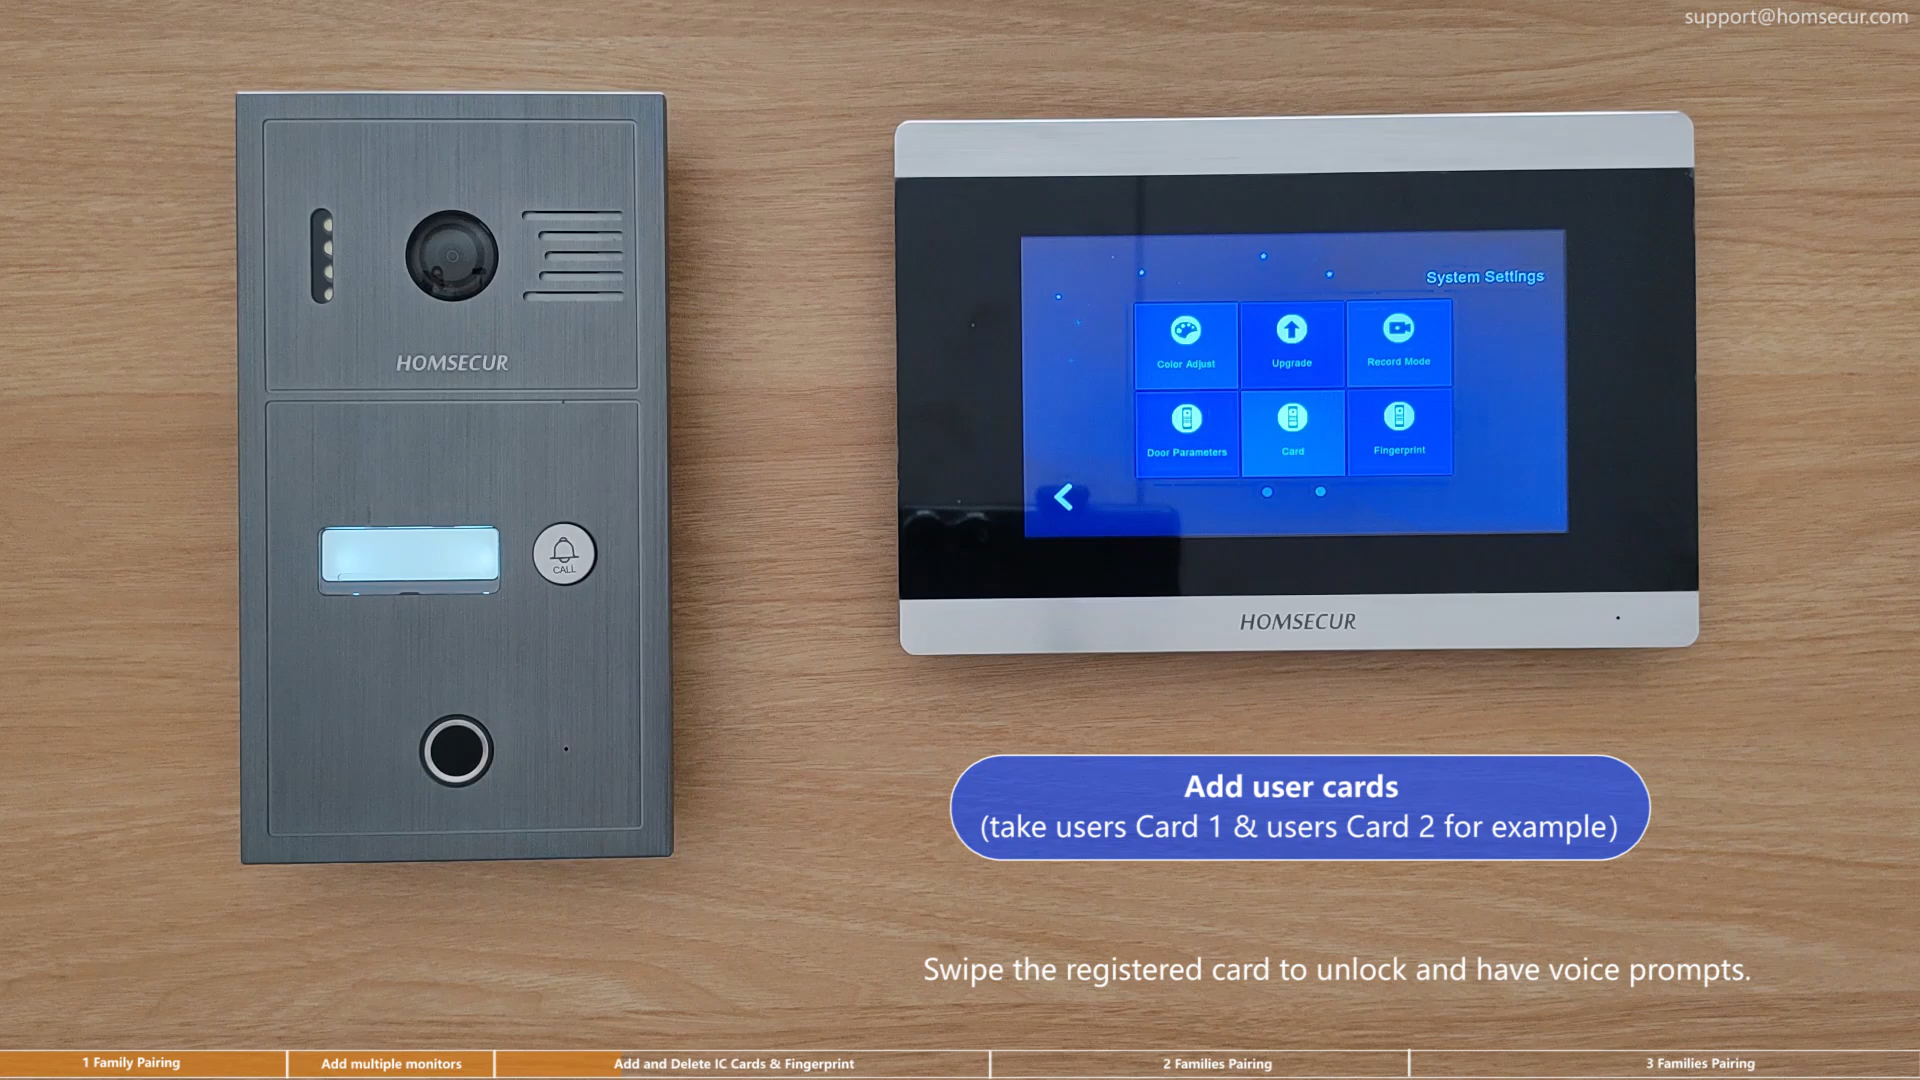 support@homsecur.com
HOMSECUR
CALL
System Settings
Color Adjust
Upgrade
Record Mode
Door Parameters
Card
Fingerprint
HOMSECUR
Add user cards
(take users Card 1 & users Card 2 for example)
Swipe the registered card to unlock and have voice prompts.
1 Family Pairing
Add multiple monitors
Add and Delete IC Cards & Fingerprint
2 Families Pairing
3 Families Pairing